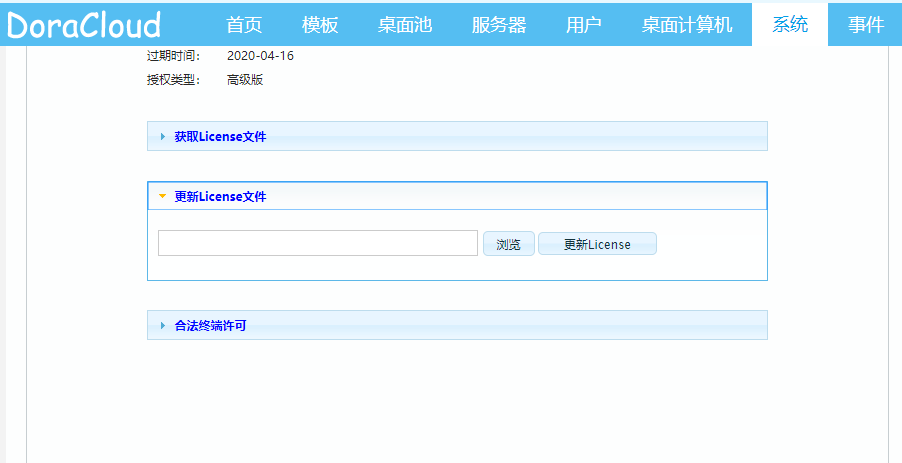 DoraCloud 首页 模板 桌面池 服务器 用户 桌面计算机 系统 事件
过期时间： 2020-04-16
授权类型： 高级版
获取License文件
更新License文件
浏览 更新License
合法终端许可